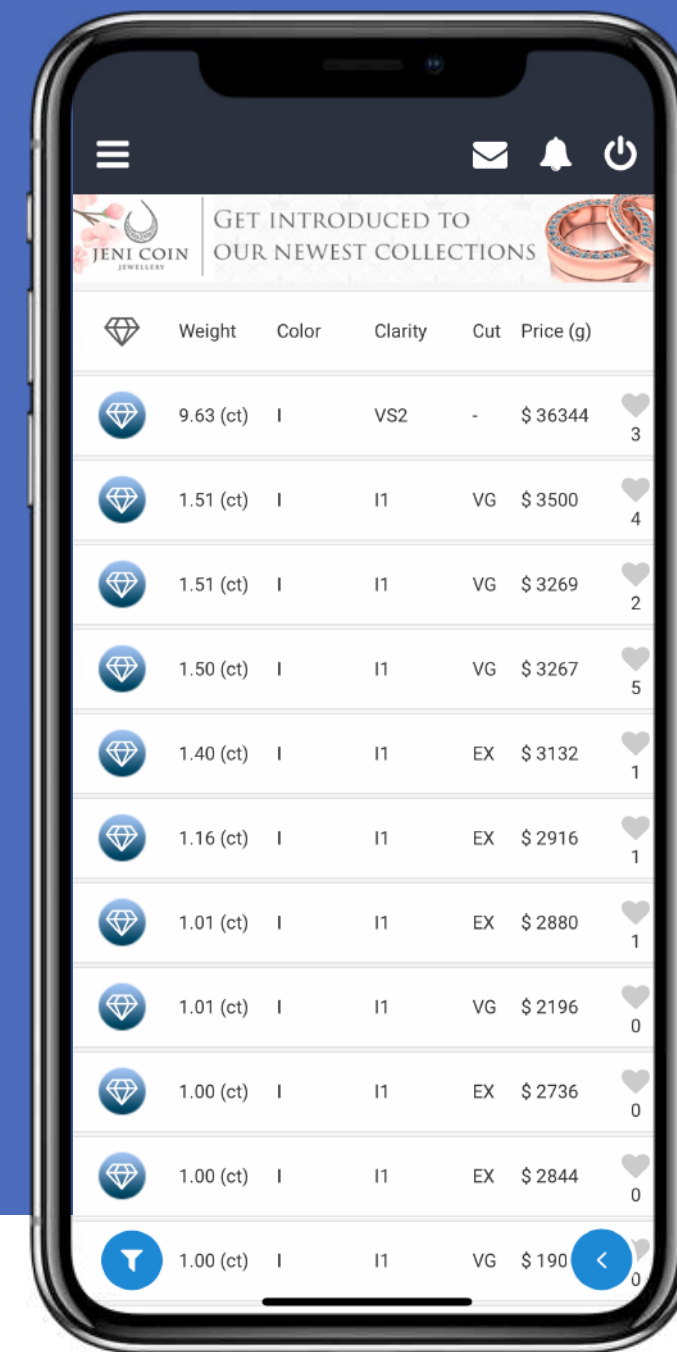 JENI COIN
JEWELLERY
GET INTRODUCED TO
OUR NEWEST COLLECTIONS
Weight Color Clarity Cut Price (g)
9.63 (ct) I VS2 - $ 36344 3
1.51 (ct) I I1 VG $ 3500 4
1.51 (ct) I I1 VG $ 3269 2
1.50 (ct) I I1 VG $ 3267 5
1.40 (ct) I I1 EX $ 3132 1
1.16 (ct) I I1 EX $ 2916 1
1.01 (ct) I I1 EX $ 2880 1
1.01 (ct) I I1 VG $ 2196 0
1.00 (ct) I I1 EX $ 2736 0
1.00 (ct) I I1 EX $ 2844 0
1.00 (ct) I I1 VG $ 190 0